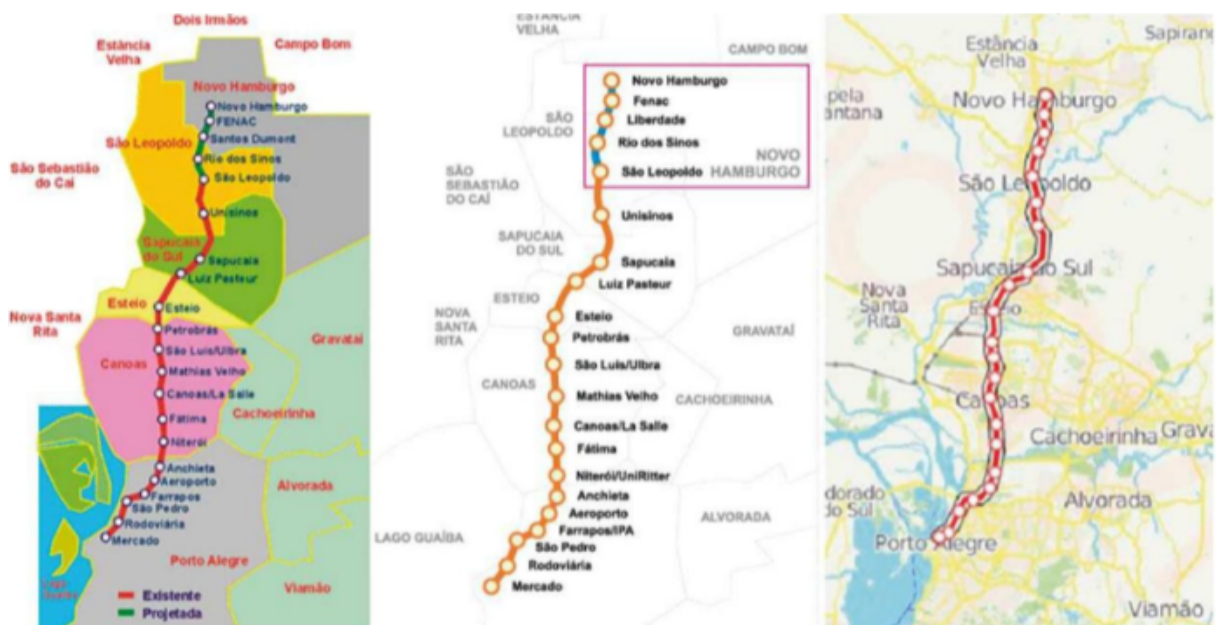 Dois Irmãos
Estância
Velha
Campo Bom
Novo Hamburgo
Novo Hamburgo
FENAC
Santos Dumont
São Leopoldo
Rio dos Sinos
São Sebastião
do Caí
São Leopoldo
Unisinos
Sapucaia
do Sul
Sapucaia
Luiz Pasteur
Esteio
Esteio
Nova Santa
Rita
Petrobrás
Gravataí
São Luis/Ulbra
Canoas
Mathias Velho
Canoas/La Salle
Cachoeirinha
Fátima
Niterói
Anchieta
Aeroporto
Alvorada
Farrapos
São Pedro
Rodoviária
Mercado
Porto Alegre
Viamão
Existente
Projetada
ESTÂNCIA
VELHA
CAMPO BOM
Novo Hamburgo
Fenac
SÃO
LEOPOLDO
Liberdade
Rio dos Sinos
NOVO
HAMBURGO
São Leopoldo
SÃO
SEBASTIÃO
DO CAÍ
Unisinos
SAPUCAIA
DO SUL
Sapucaia
Luiz Pasteur
ESTEIO
Esteio
NOVA
SANTA
RITA
GRAVATAÍ
Petrobrás
São Luis/Ulbra
CANOAS
Mathias Velho
CACHOEIRINHA
Canoas/La Salle
Fátima
Niterói/UniRitter
Anchieta
Aeroporto
ALVORADA
Farrapos/IPA
LAGO GUAÍBA
São Pedro
Rodoviária
Mercado
Estância
Velha
Sapiran
pela
antana
Novo Hamburgo
São Leopoldo
Sapucaia do Sul
Nova
Santa
Rita
Esteio
Canoas
Cachoeirinha
Grava
dorado
do Sul
Alvorada
Porto Alegre
Viamão